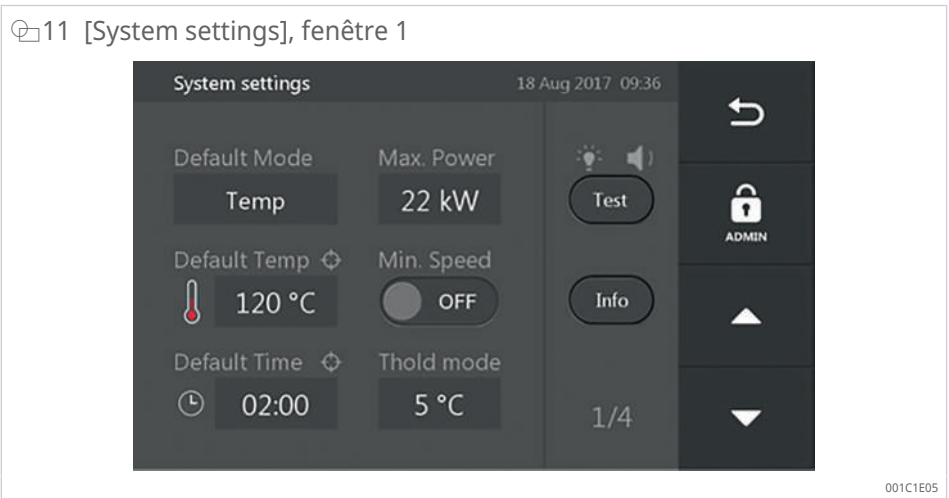 11 [System settings], fenêtre 1
System settings
18 Aug 2017 09:36
Default Mode
Max. Power
Temp
22 kW
Test
ADMIN
Default Temp
Min. Speed
120 °C
OFF
Info
Default Time
Thold mode
02:00
5 °C
1/4
001C1E05